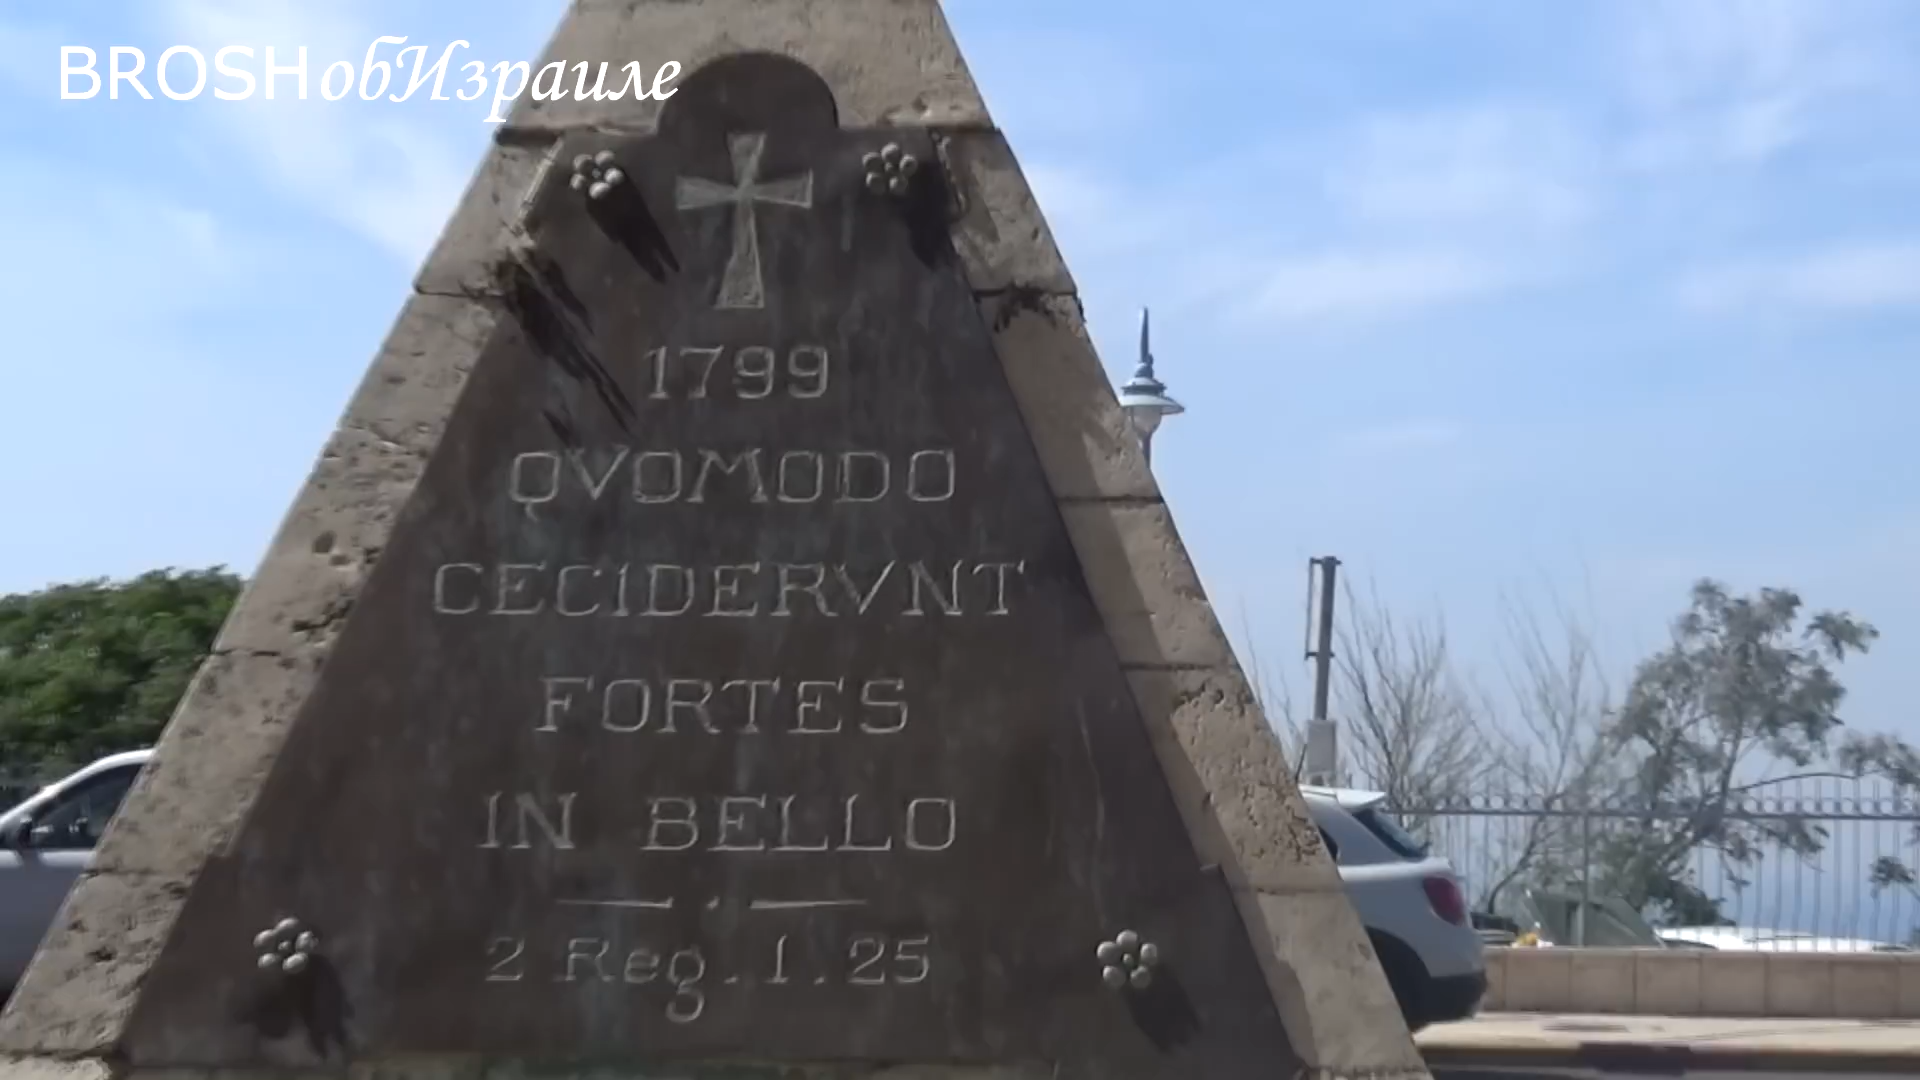 BROSHобИзраиле
1799
QVOMODO
CECIDERVNT
FORTES
IN BELLO
2 Reg. 1. 25